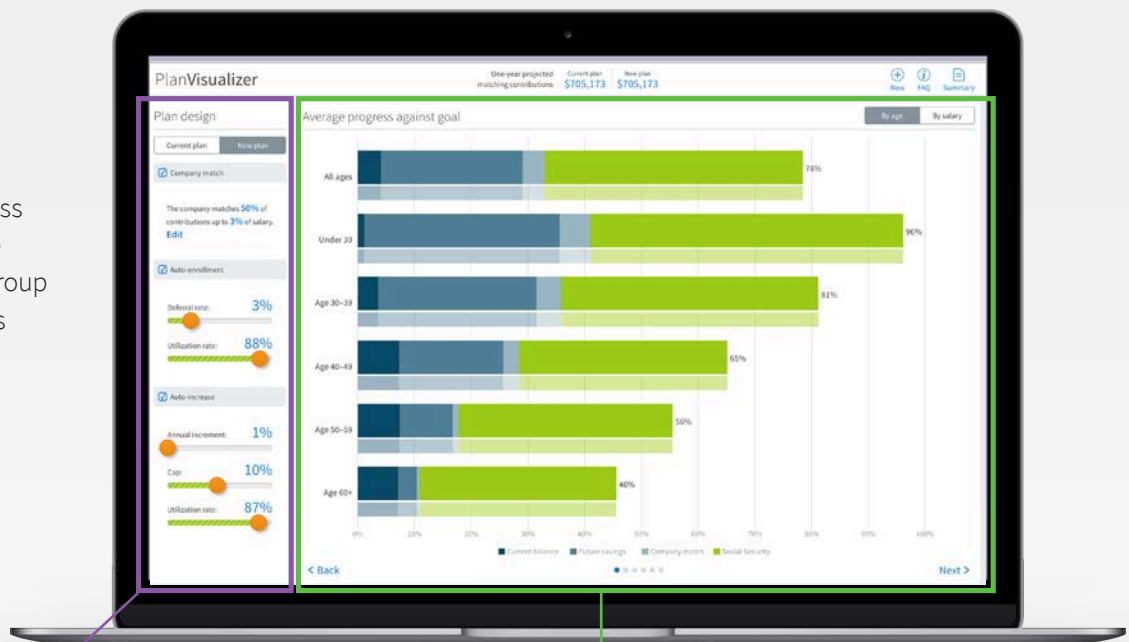 ss
roup
s
PlanVisualizer
One-year projected
matching contributions
Current plan
$705,173
New plan
$705,173
New
FAQ
Summary
Plan design
Current plan
New plan
Company match
The company matches 50% of
contributions up to 3% of salary.
Edit
Auto-enrollment
Deferral rate: 3%
Utilization rate: 88%
Auto-increase
Annual increment: 1%
Cap: 10%
Utilization rate: 87%
Average progress against goal
By age
By salary
All ages
78%
Under 30
96%
Age 30–39
81%
Age 40–49
65%
Age 50–59
56%
Age 60+
46%
0% 10% 20% 30% 40% 50% 60% 70% 80% 90% 100%
Current balance Future savings Company match Social Security
< Back
Next >